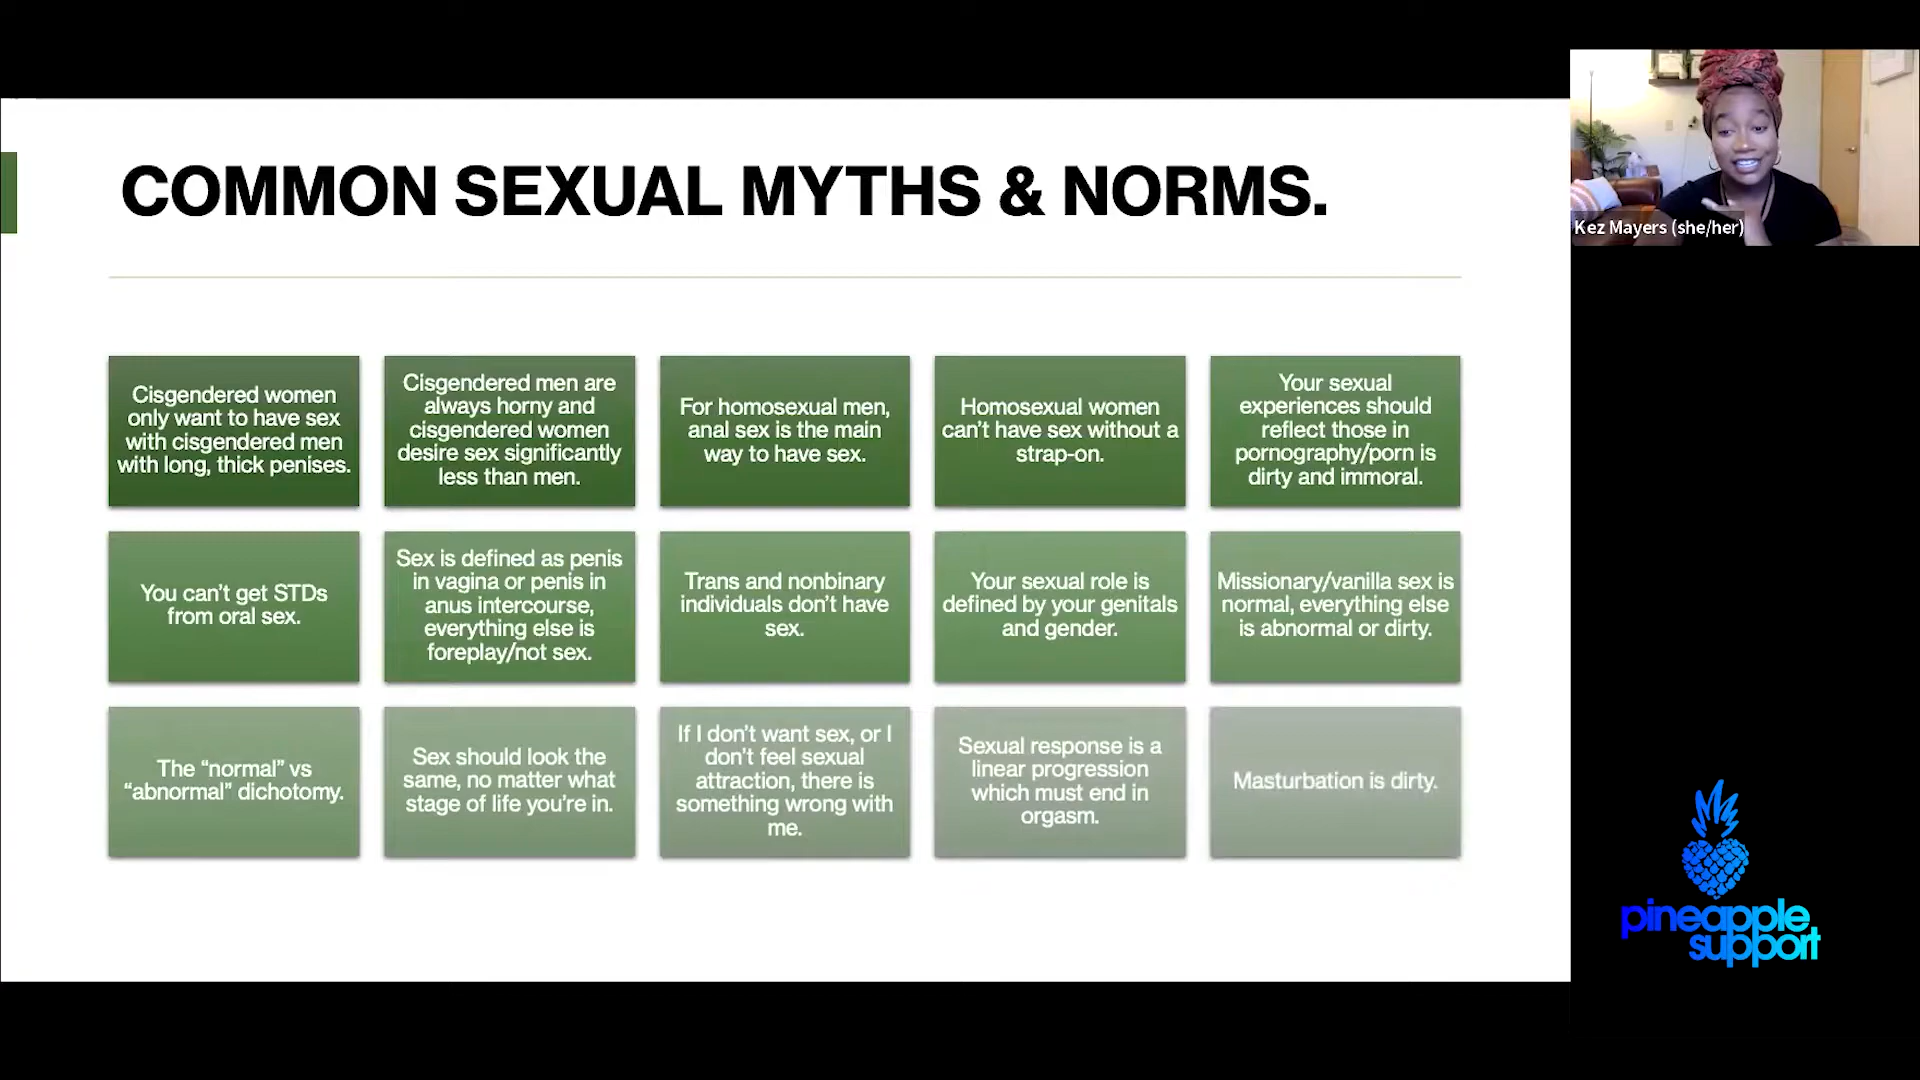 COMMON SEXUAL MYTHS & NORMS.
Kez Mayers (she/her)
Cisgendered women
only want to have sex
with cisgendered men
with long, thick penises.
Cisgendered men are
always horny and
cisgendered women
desire sex significantly
less than men.
For homosexual men,
anal sex is the main
way to have sex.
Homosexual women
can’t have sex without a
strap-on.
Your sexual
experiences should
reflect those in
pornography/porn is
dirty and immoral.
You can’t get STDs
from oral sex.
Sex is defined as penis
in vagina or penis in
anus intercourse,
everything else is
foreplay/not sex.
Trans and nonbinary
individuals don’t have
sex.
Your sexual role is
defined by your genitals
and gender.
Missionary/vanilla sex is
normal, everything else
is abnormal or dirty.
The “normal” vs
“abnormal” dichotomy.
Sex should look the
same, no matter what
stage of life you’re in.
If I don’t want sex, or I
don’t feel sexual
attraction, there is
something wrong with
me.
Sexual response is a
linear progression
which must end in
orgasm.
Masturbation is dirty.
pineapple
support